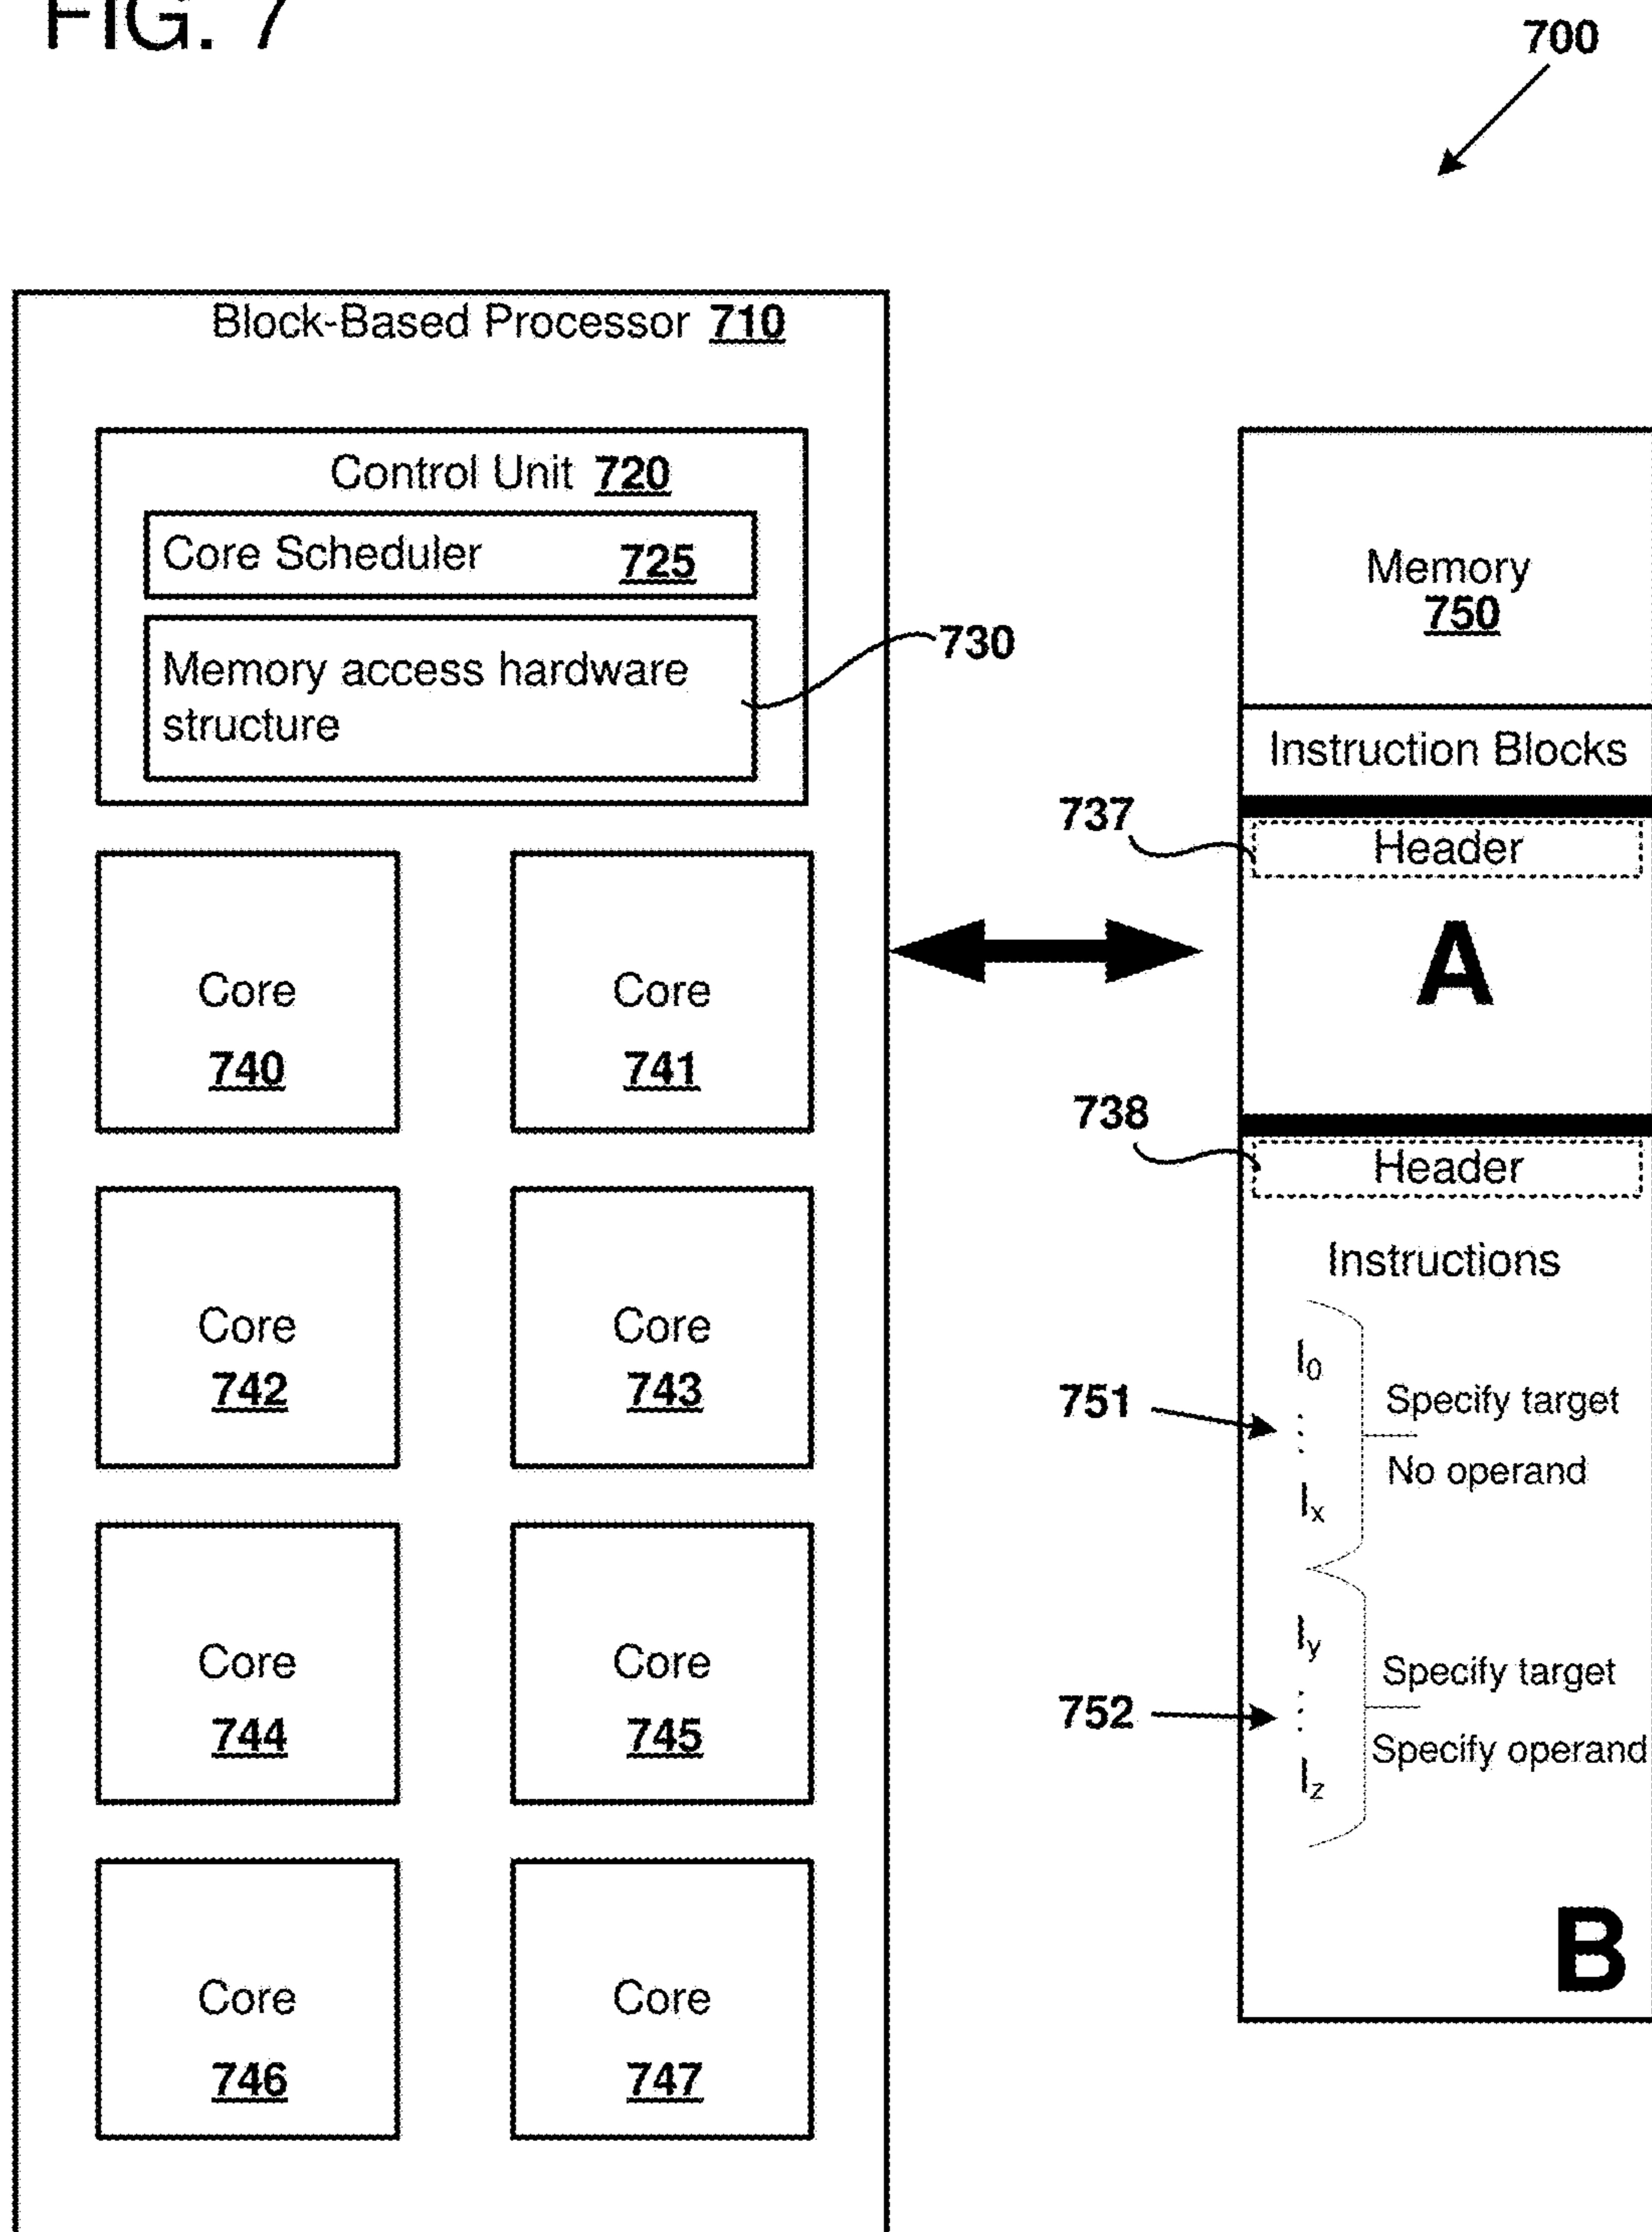 FIG. 7
700
Block-Based Processor 710
Control Unit 720
Core Scheduler 725
Memory access hardware
structure
730
Core
740
Core
741
Core
742
Core
743
Core
744
Core
745
Core
746
Core
747
Memory
750
Instruction Blocks
737
Header
A
738
Header
Instructions
751
I0
⋮
Ix
Specify target
No operand
752
Iy
⋮
Iz
Specify target
Specify operand
B